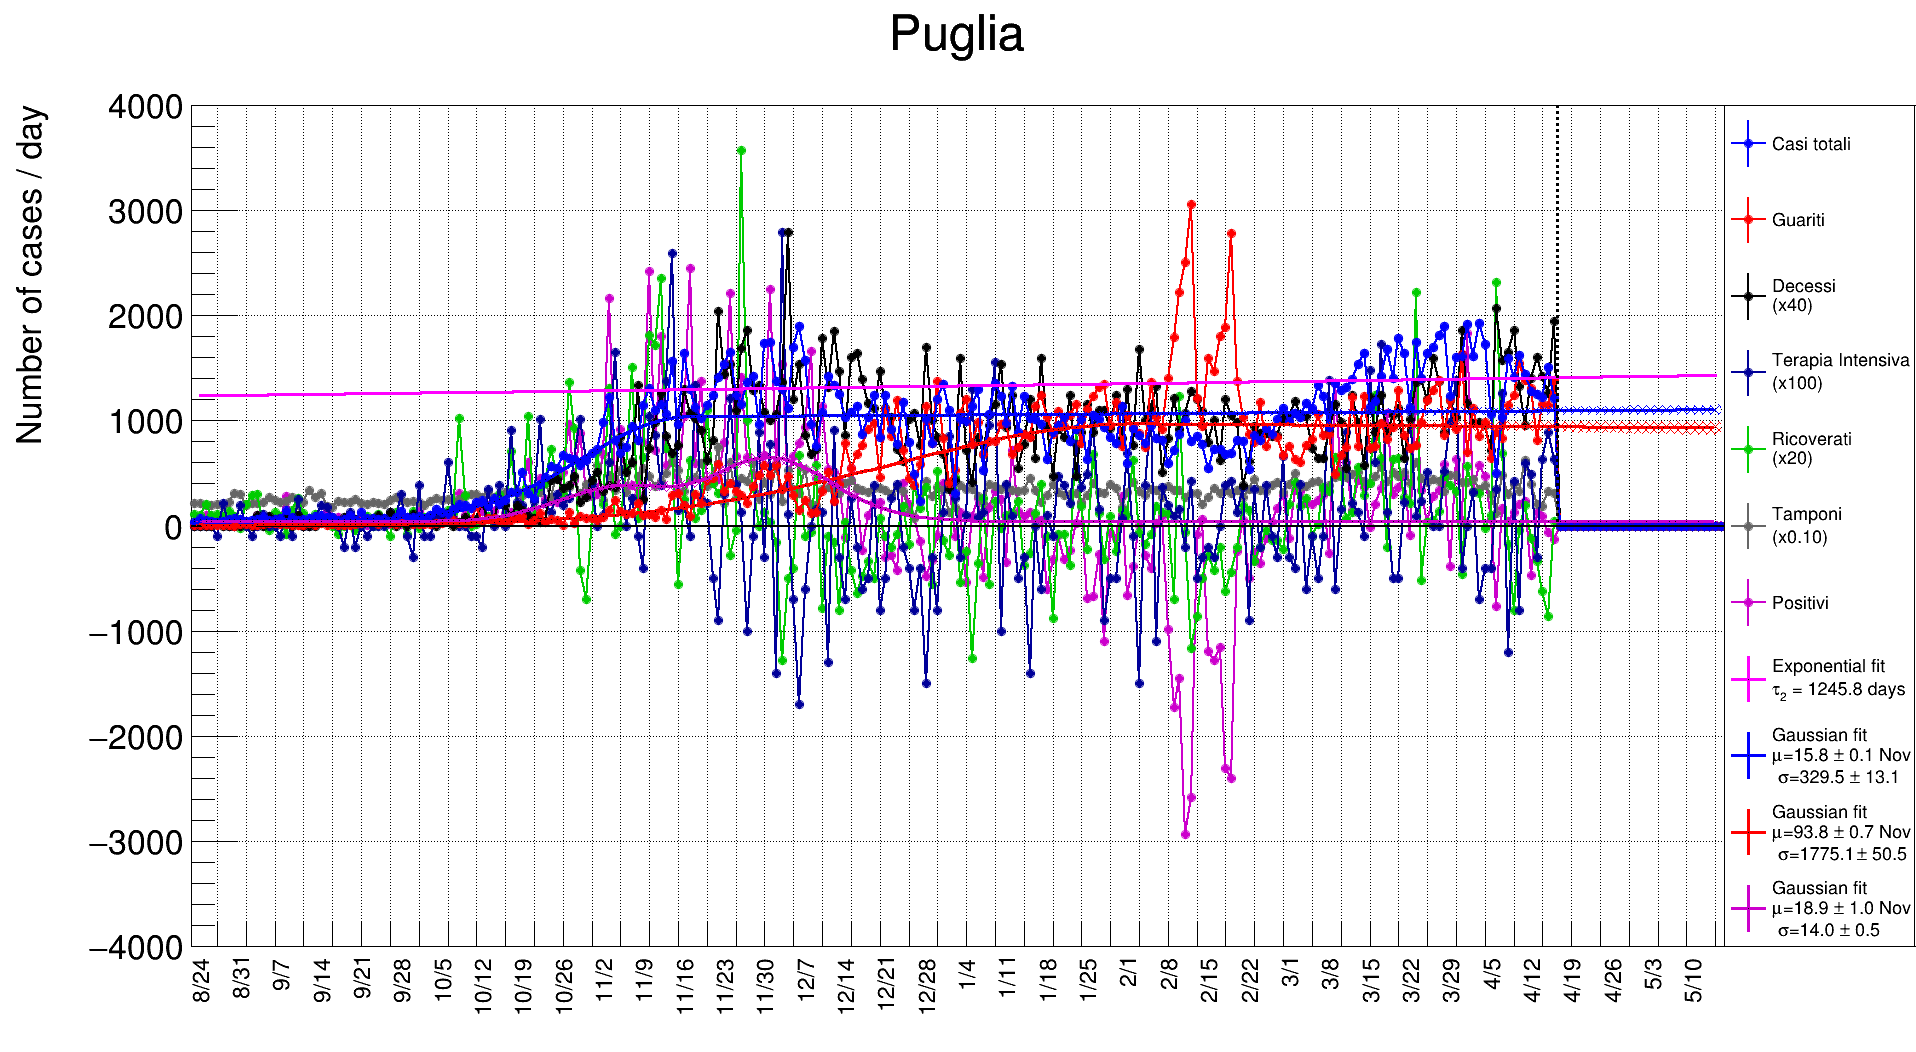 Puglia
Number of cases / day
4000
3000
2000
1000
0
−1000
−2000
−3000
−4000
8/24
8/31
9/7
9/14
9/21
9/28
10/5
10/12
10/19
10/26
11/2
11/9
11/16
11/23
11/30
12/7
12/14
12/21
12/28
1/4
1/11
1/18
1/25
2/1
2/8
2/15
2/22
3/1
3/8
3/15
3/22
3/29
4/5
4/12
4/19
4/26
5/3
5/10
Casi totali
Guariti
Decessi
(x40)
Terapia Intensiva
(x100)
Ricoverati
(x20)
Tamponi
(x0.10)
Positivi
Exponential fit
τ2 = 1245.8 days
Gaussian fit
μ=15.8 ± 0.1 Nov
σ=329.5 ± 13.1
Gaussian fit
μ=93.8 ± 0.7 Nov
σ=1775.1 ± 50.5
Gaussian fit
μ=18.9 ± 1.0 Nov
σ=14.0 ± 0.5